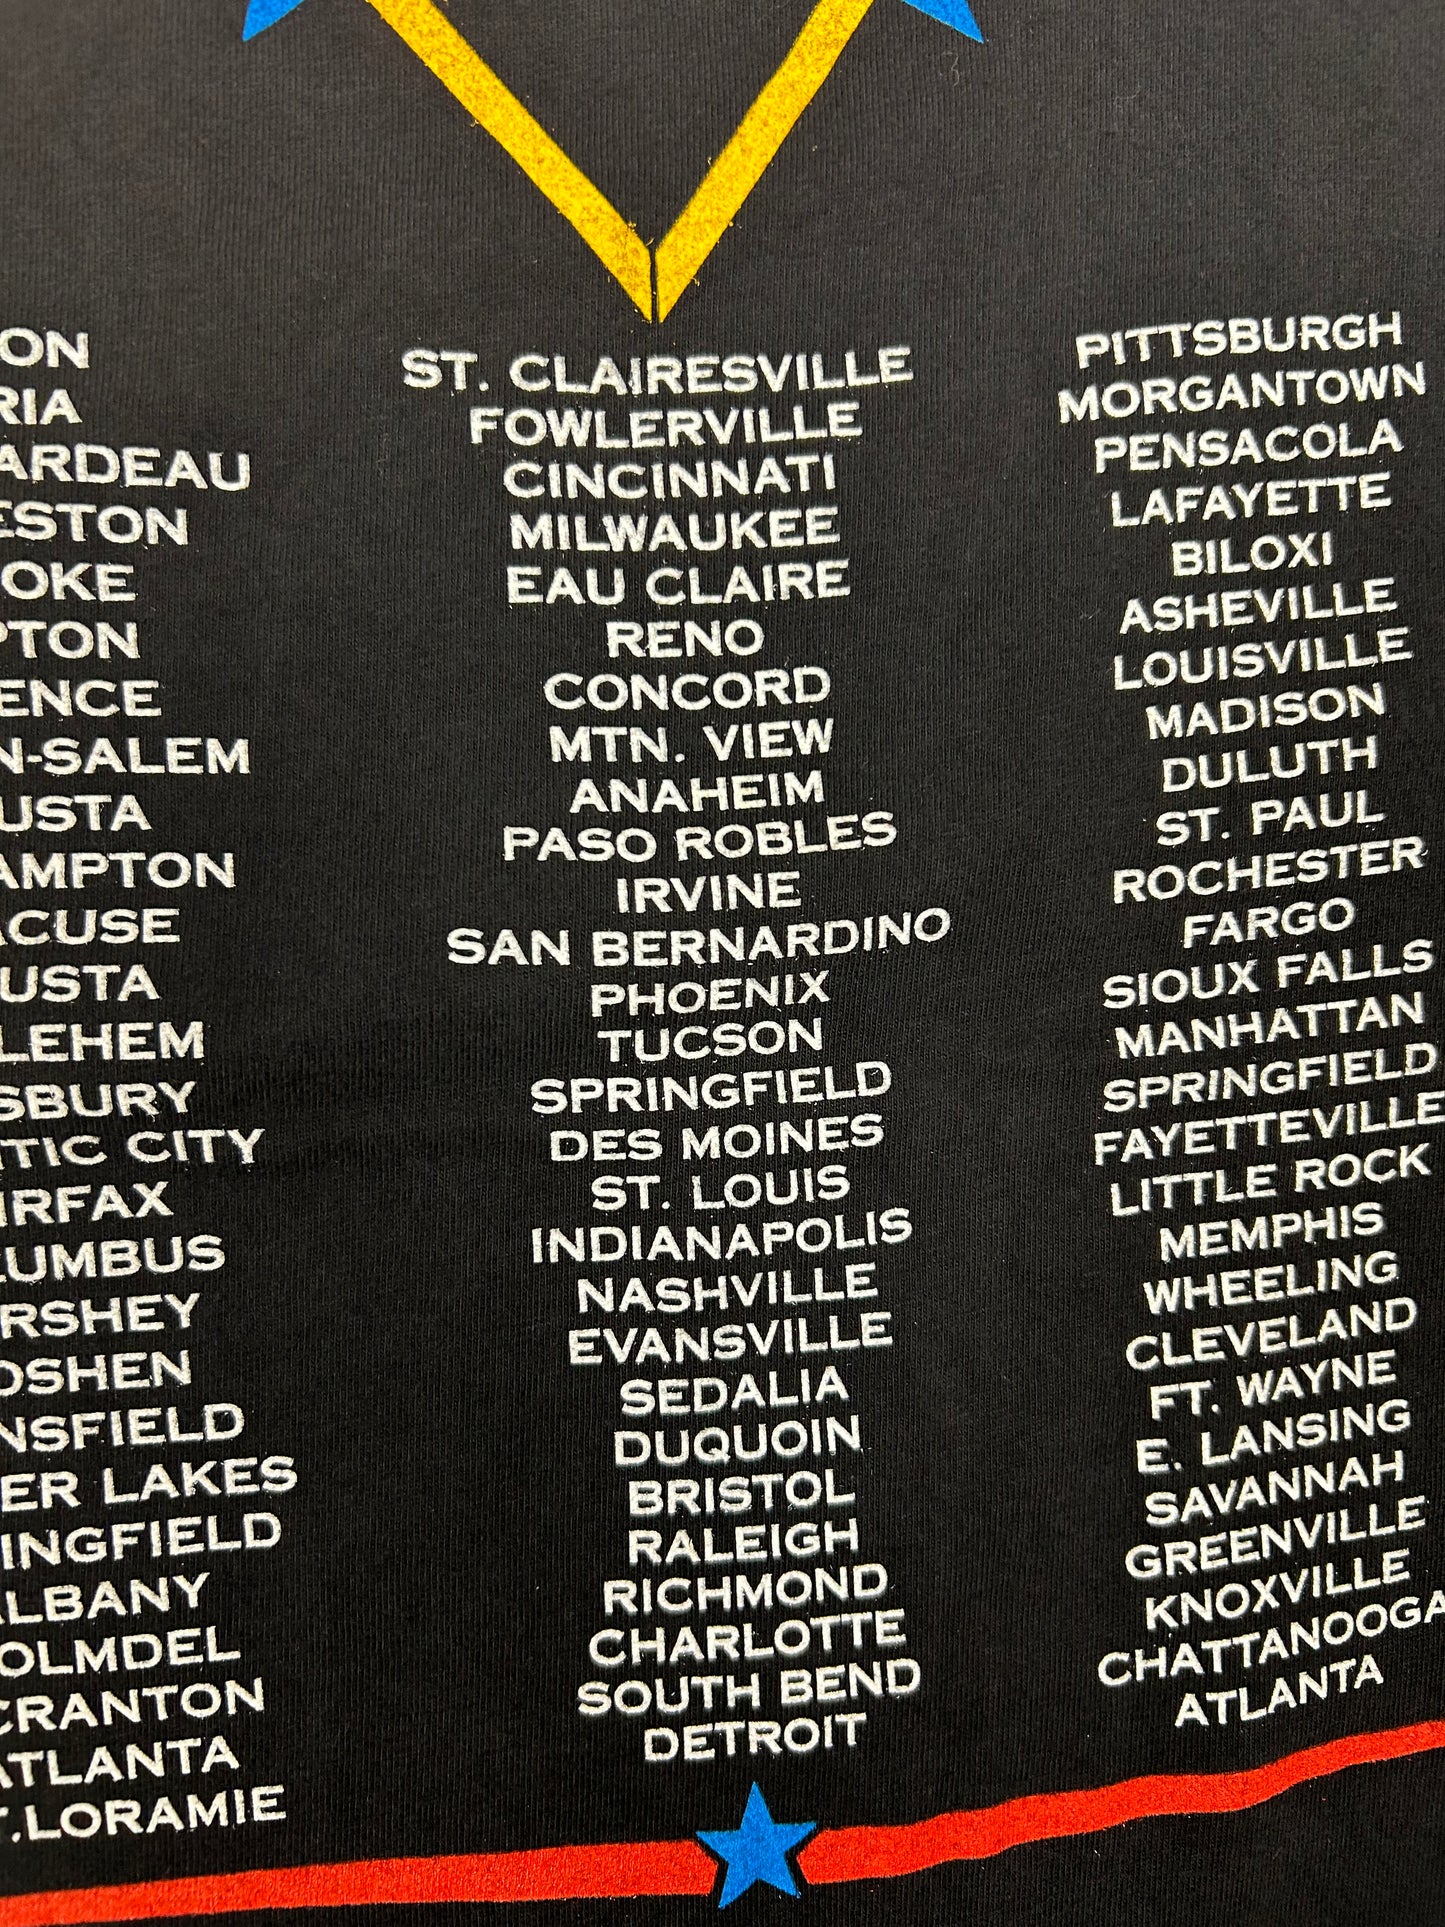 ON
RIA
ARDEAU
ESTON
OKE
PTON
ENCE
N-SALEM
USTA
AMPTON
ACUSE
USTA
LEHEM
SBURY
TIC CITY
IRFAX
UMBUS
RSHEY
OSHEN
NSFIELD
ER LAKES
INGFIELD
ALBANY
OLMDEL
CRANTON
ATLANTA
T.LORAMIE
ST. CLAIRESVILLE
FOWLERVILLE
CINCINNATI
MILWAUKEE
EAU CLAIRE
RENO
CONCORD
MTN. VIEW
ANAHEIM
PASO ROBLES
IRVINE
SAN BERNARDINO
PHOENIX
TUCSON
SPRINGFIELD
DES MOINES
ST. LOUIS
INDIANAPOLIS
NASHVILLE
EVANSVILLE
SEDALIA
DUQUOIN
BRISTOL
RALEIGH
RICHMOND
CHARLOTTE
SOUTH BEND
DETROIT
PITTSBURGH
MORGANTOWN
PENSACOLA
LAFAYETTE
BILOXI
ASHEVILLE
LOUISVILLE
MADISON
DULUTH
ST. PAUL
ROCHESTER
FARGO
SIOUX FALLS
MANHATTAN
SPRINGFIELD
FAYETTEVILLE
LITTLE ROCK
MEMPHIS
WHEELING
CLEVELAND
FT. WAYNE
E. LANSING
SAVANNAH
GREENVILLE
KNOXVILLE
CHATTANOOGA
ATLANTA